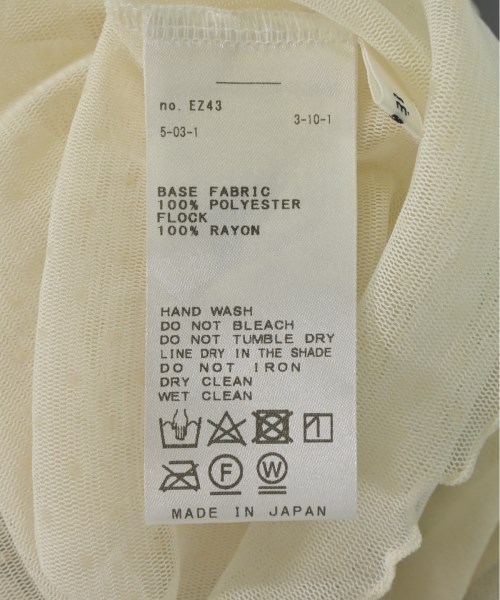 no. EZ43
5-03-1 3-10-1
BASE FABRIC
100% POLYESTER
FLOCK
100% RAYON
HAND WASH
DO NOT BLEACH
DO NOT TUMBLE DRY
LINE DRY IN THE SHADE
DO NOT IRON
DRY CLEAN
WET CLEAN
F W
MADE IN JAPAN